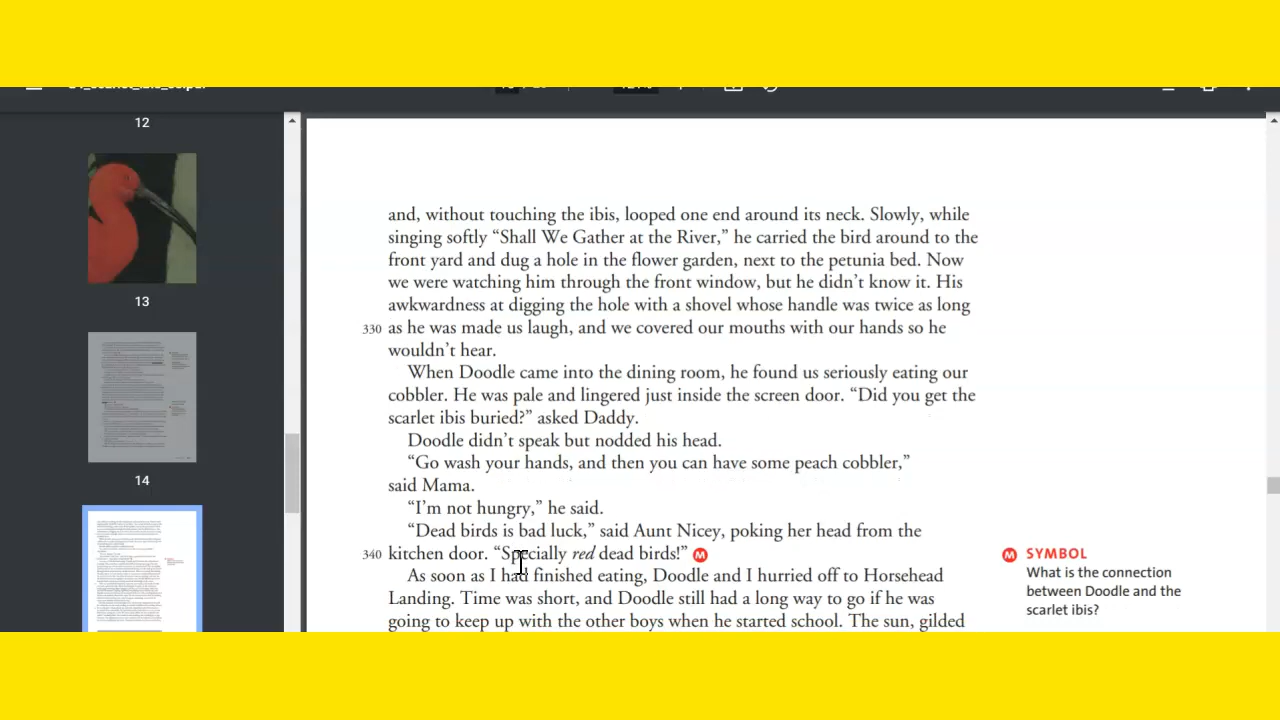 12
13
14
and, without touching the ibis, looped one end around its neck. Slowly, while
singing softly “Shall We Gather at the River,” he carried the bird around to the
front yard and dug a hole in the flower garden, next to the petunia bed. Now
we were watching him through the front window, but he didn’t know it. His
awkwardness at digging the hole with a shovel whose handle was twice as long
330 as he was made us laugh, and we covered our mouths with our hands so he
wouldn’t hear.
When Doodle came into the dining room, he found us seriously eating our
cobbler. He was pale and lingered just inside the screen door. “Did you get the
scarlet ibis buried?” asked Daddy.
Doodle didn’t speak but nodded his head.
“Go wash your hands, and then you can have some peach cobbler,”
said Mama.
“I’m not hungry,” he said.
“Dead birds is bad luck,” said Aunt Nicey, poking her head from the
340 kitchen door. “Specially red dead birds!” M
As soon as I had finished eating, Doodle and I hurried off to Horsehead
Landing. Time was short, and Doodle still had a long way to go if he was
going to keep up with the other boys when he started school. The sun, gilded
M SYMBOL
What is the connection
between Doodle and the
scarlet ibis?